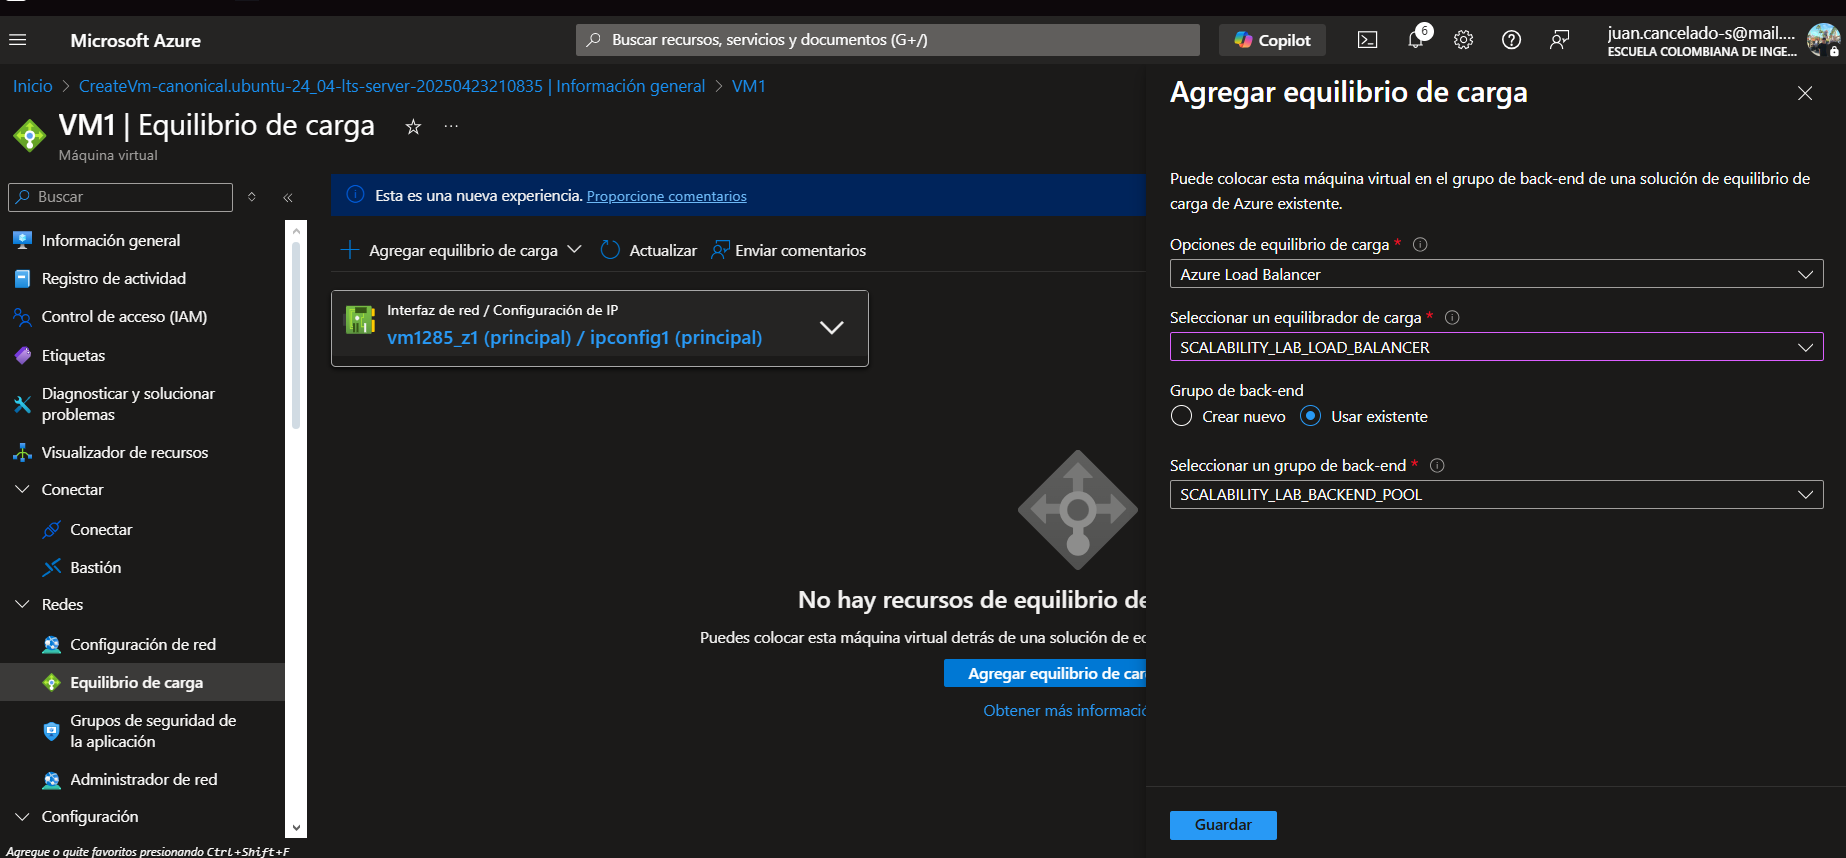 Microsoft Azure
Buscar recursos, servicios y documentos (G+/)
Copilot
6
juan.cancelado-s@mail....
ESCUELA COLOMBIANA DE INGE...
Inicio > CreateVm-canonical.ubuntu-24_04-lts-server-20250423210835 | Información general > VM1
VM1 | Equilibrio de carga
Máquina virtual
Buscar
Información general
Registro de actividad
Control de acceso (IAM)
Etiquetas
Diagnosticar y solucionar
problemas
Visualizador de recursos
Conectar
Conectar
Bastión
Redes
Configuración de red
Equilibrio de carga
Grupos de seguridad de
la aplicación
Administrador de red
Configuración
Agregue o quite favoritos presionando Ctrl+Shift+F
Esta es una nueva experiencia. Proporcione comentarios
Agregar equilibrio de carga
Actualizar
Enviar comentarios
Interfaz de red / Configuración de IP
vm1285_z1 (principal) / ipconfig1 (principal)
No hay recursos de equilibrio de
Puedes colocar esta máquina virtual detrás de una solución de ec
Agregar equilibrio de car
Obtener más informació
Agregar equilibrio de carga
Puede colocar esta máquina virtual en el grupo de back-end de una solución de equilibrio de
carga de Azure existente.
Opciones de equilibrio de carga *
Azure Load Balancer
Seleccionar un equilibrador de carga *
SCALABILITY_LAB_LOAD_BALANCER
Grupo de back-end
Crear nuevo
Usar existente
Seleccionar un grupo de back-end *
SCALABILITY_LAB_BACKEND_POOL
Guardar